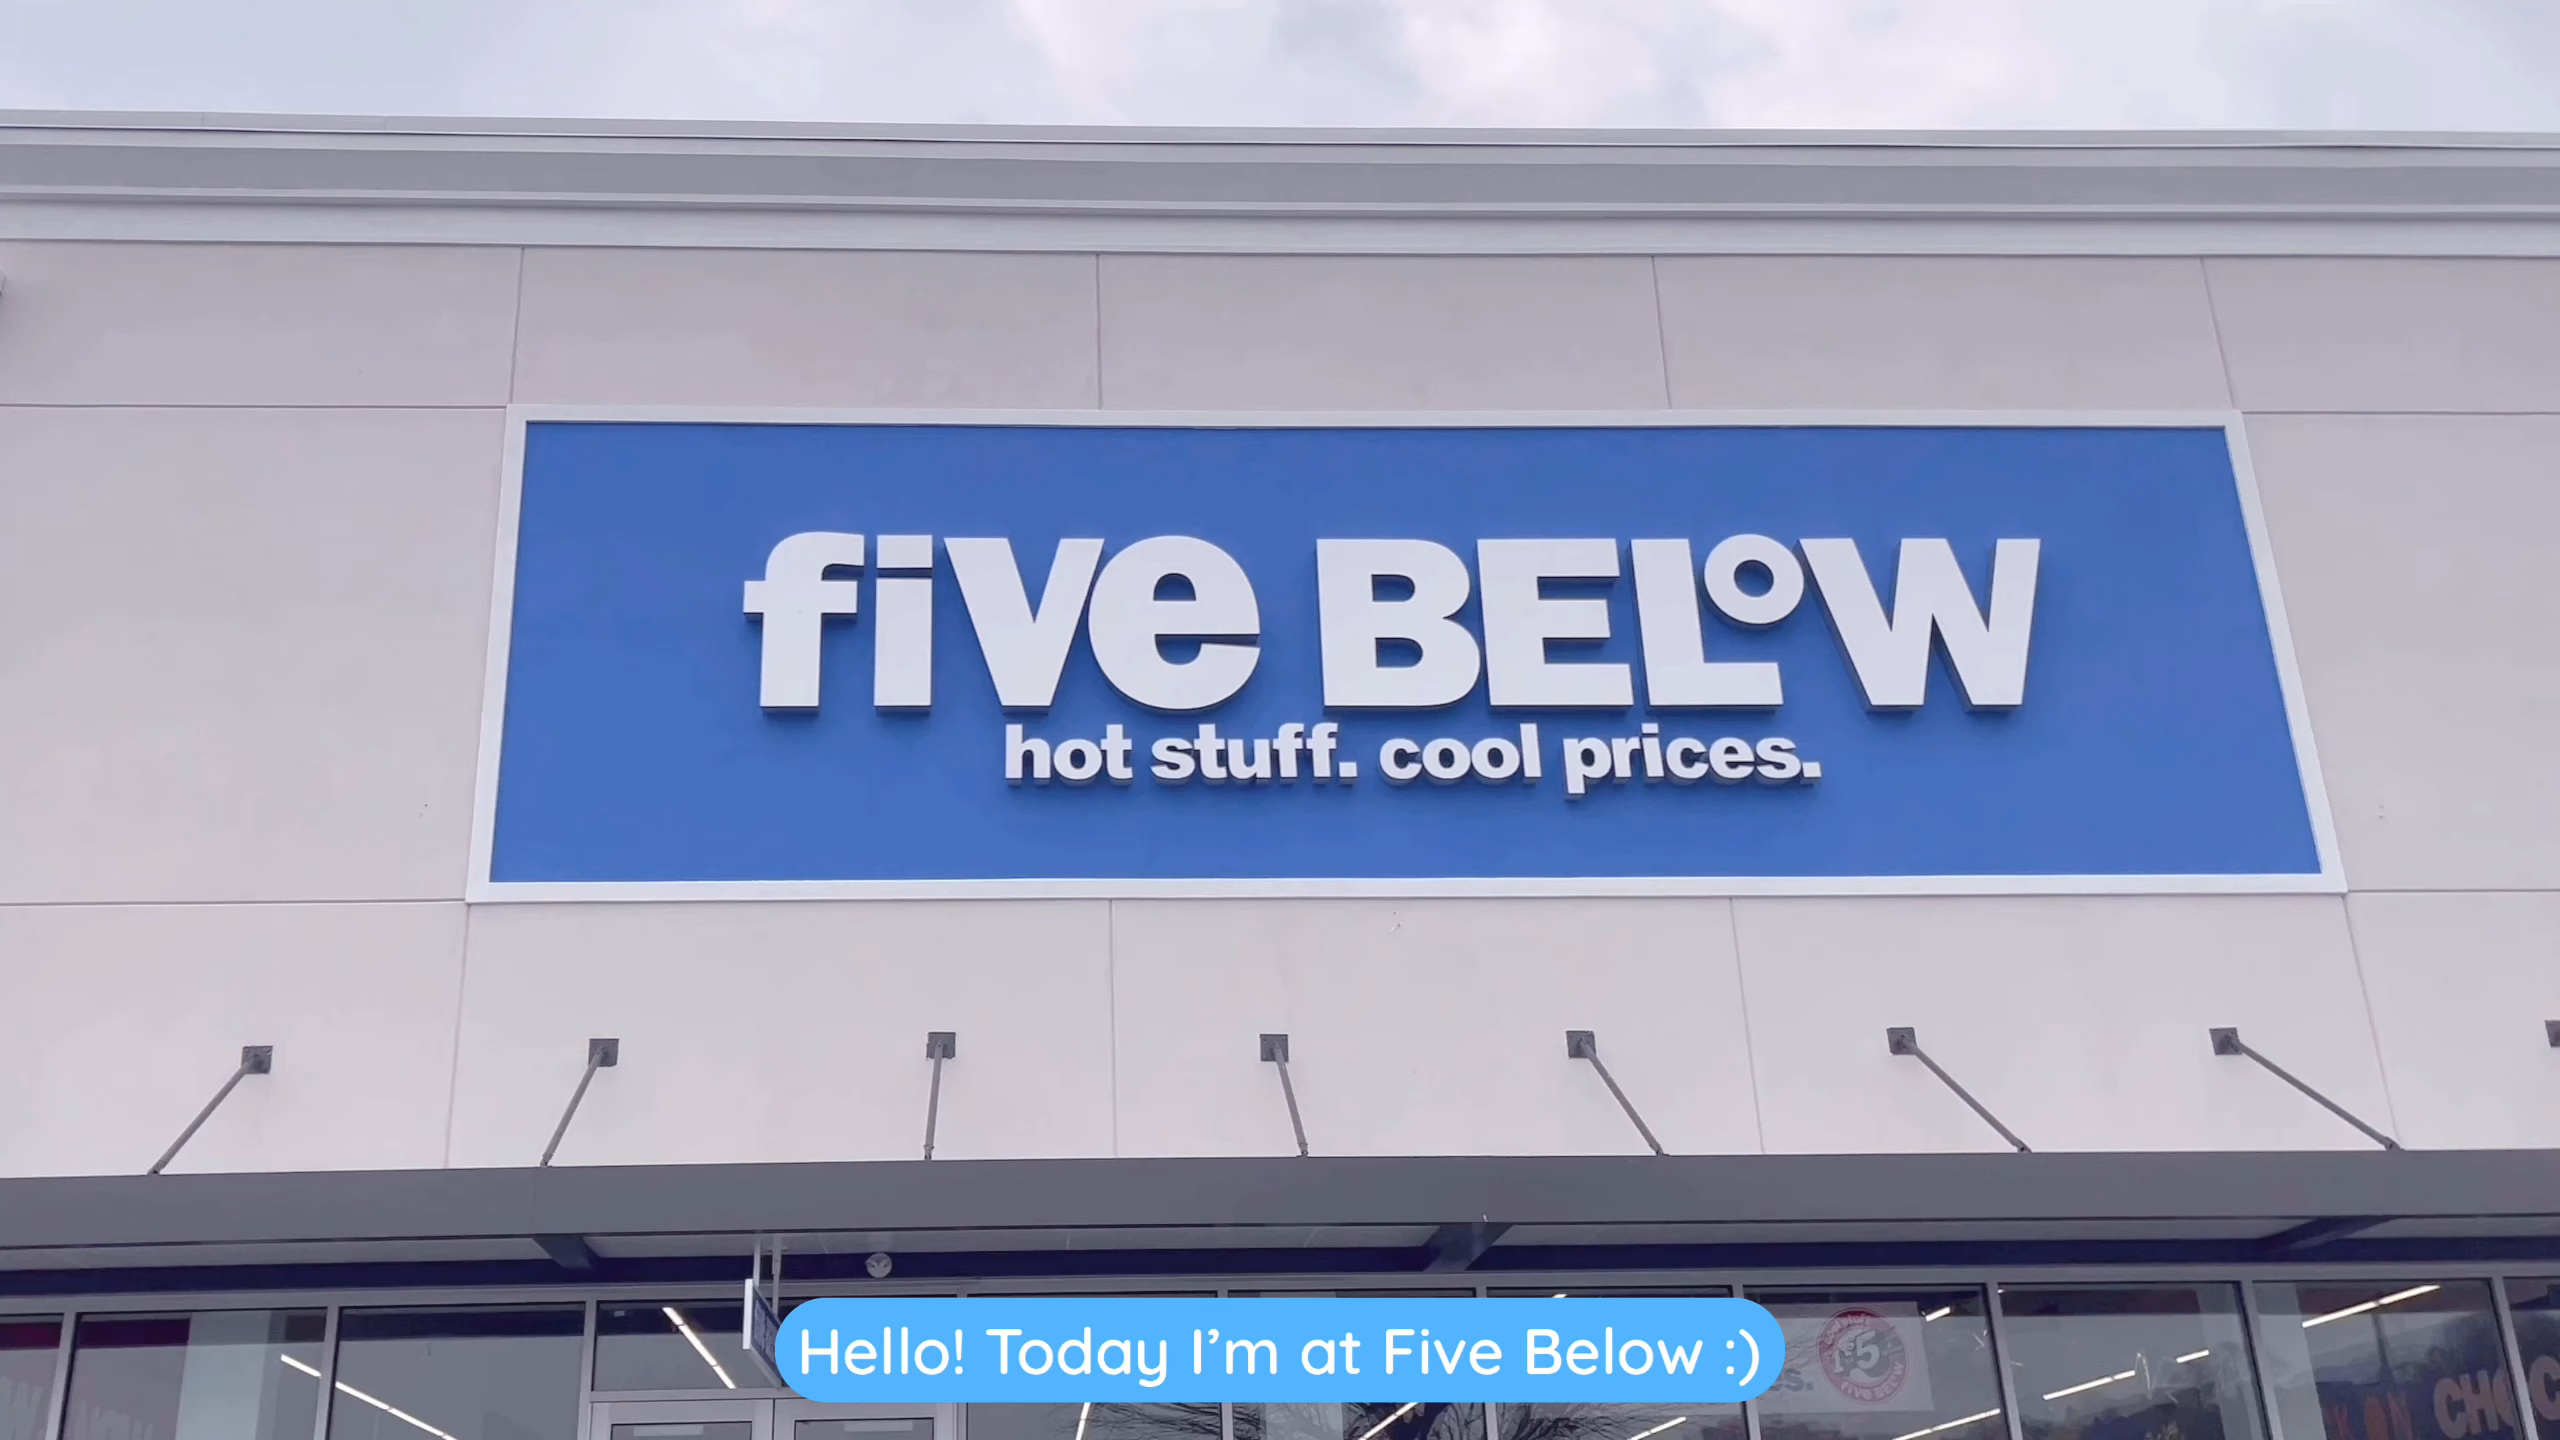 five BELOW
hot stuff. cool prices.
Hello! Today I’m at Five Below :)